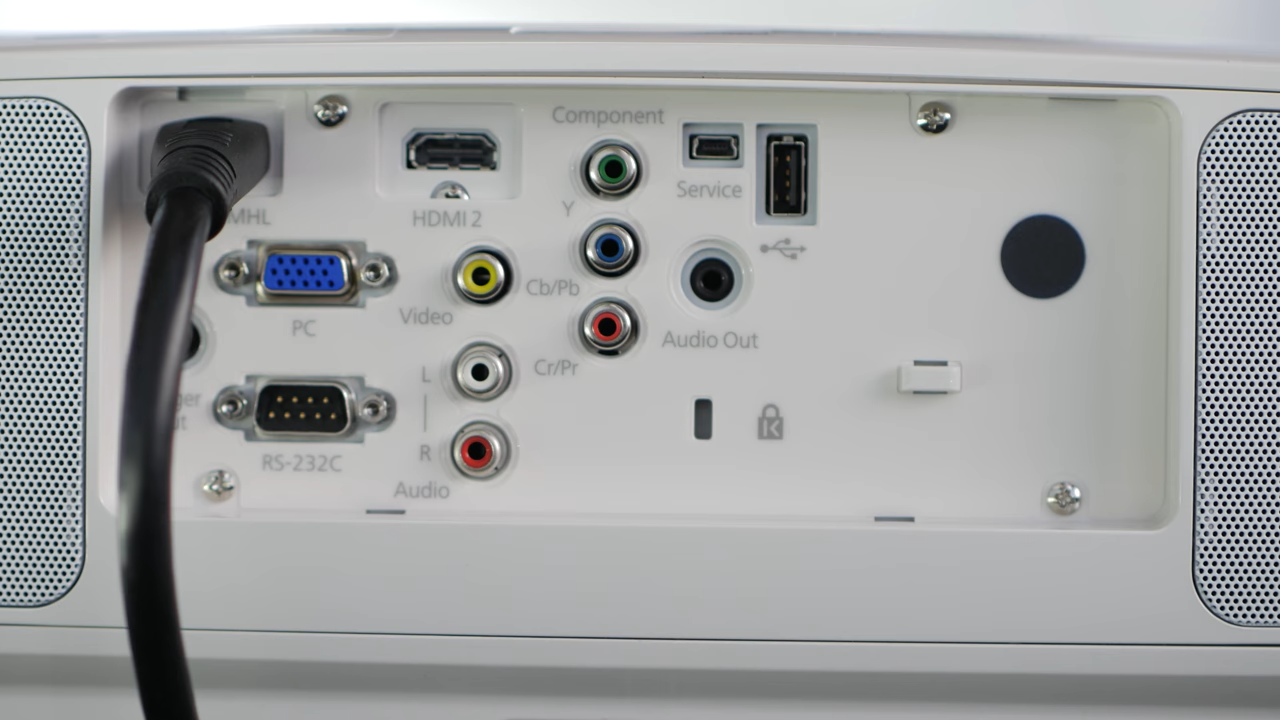 Component
MHL
HDMI 2
Service
Y
PC
Video
Cb/Pb
Audio Out
L
Cr/Pr
R
RS-232C
Audio
K